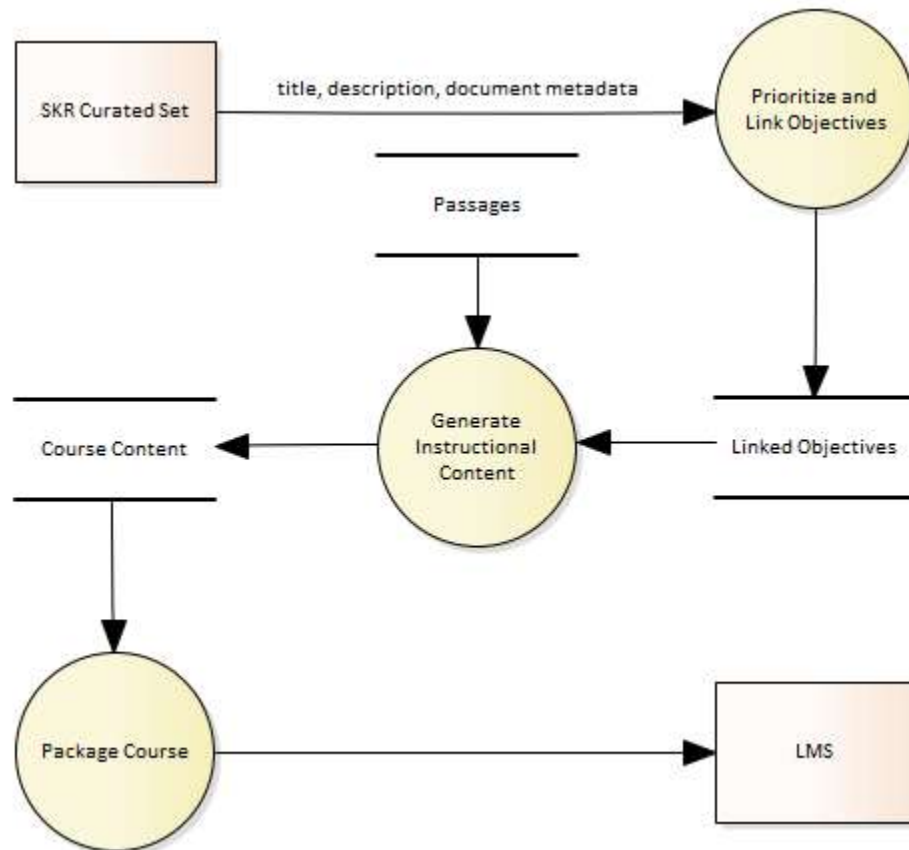 title, description, document metadata
SKR Curated Set
Prioritize and
Link Objectives
Passages
Generate
Instructional
Content
Course Content
Linked Objectives
Package Course
LMS